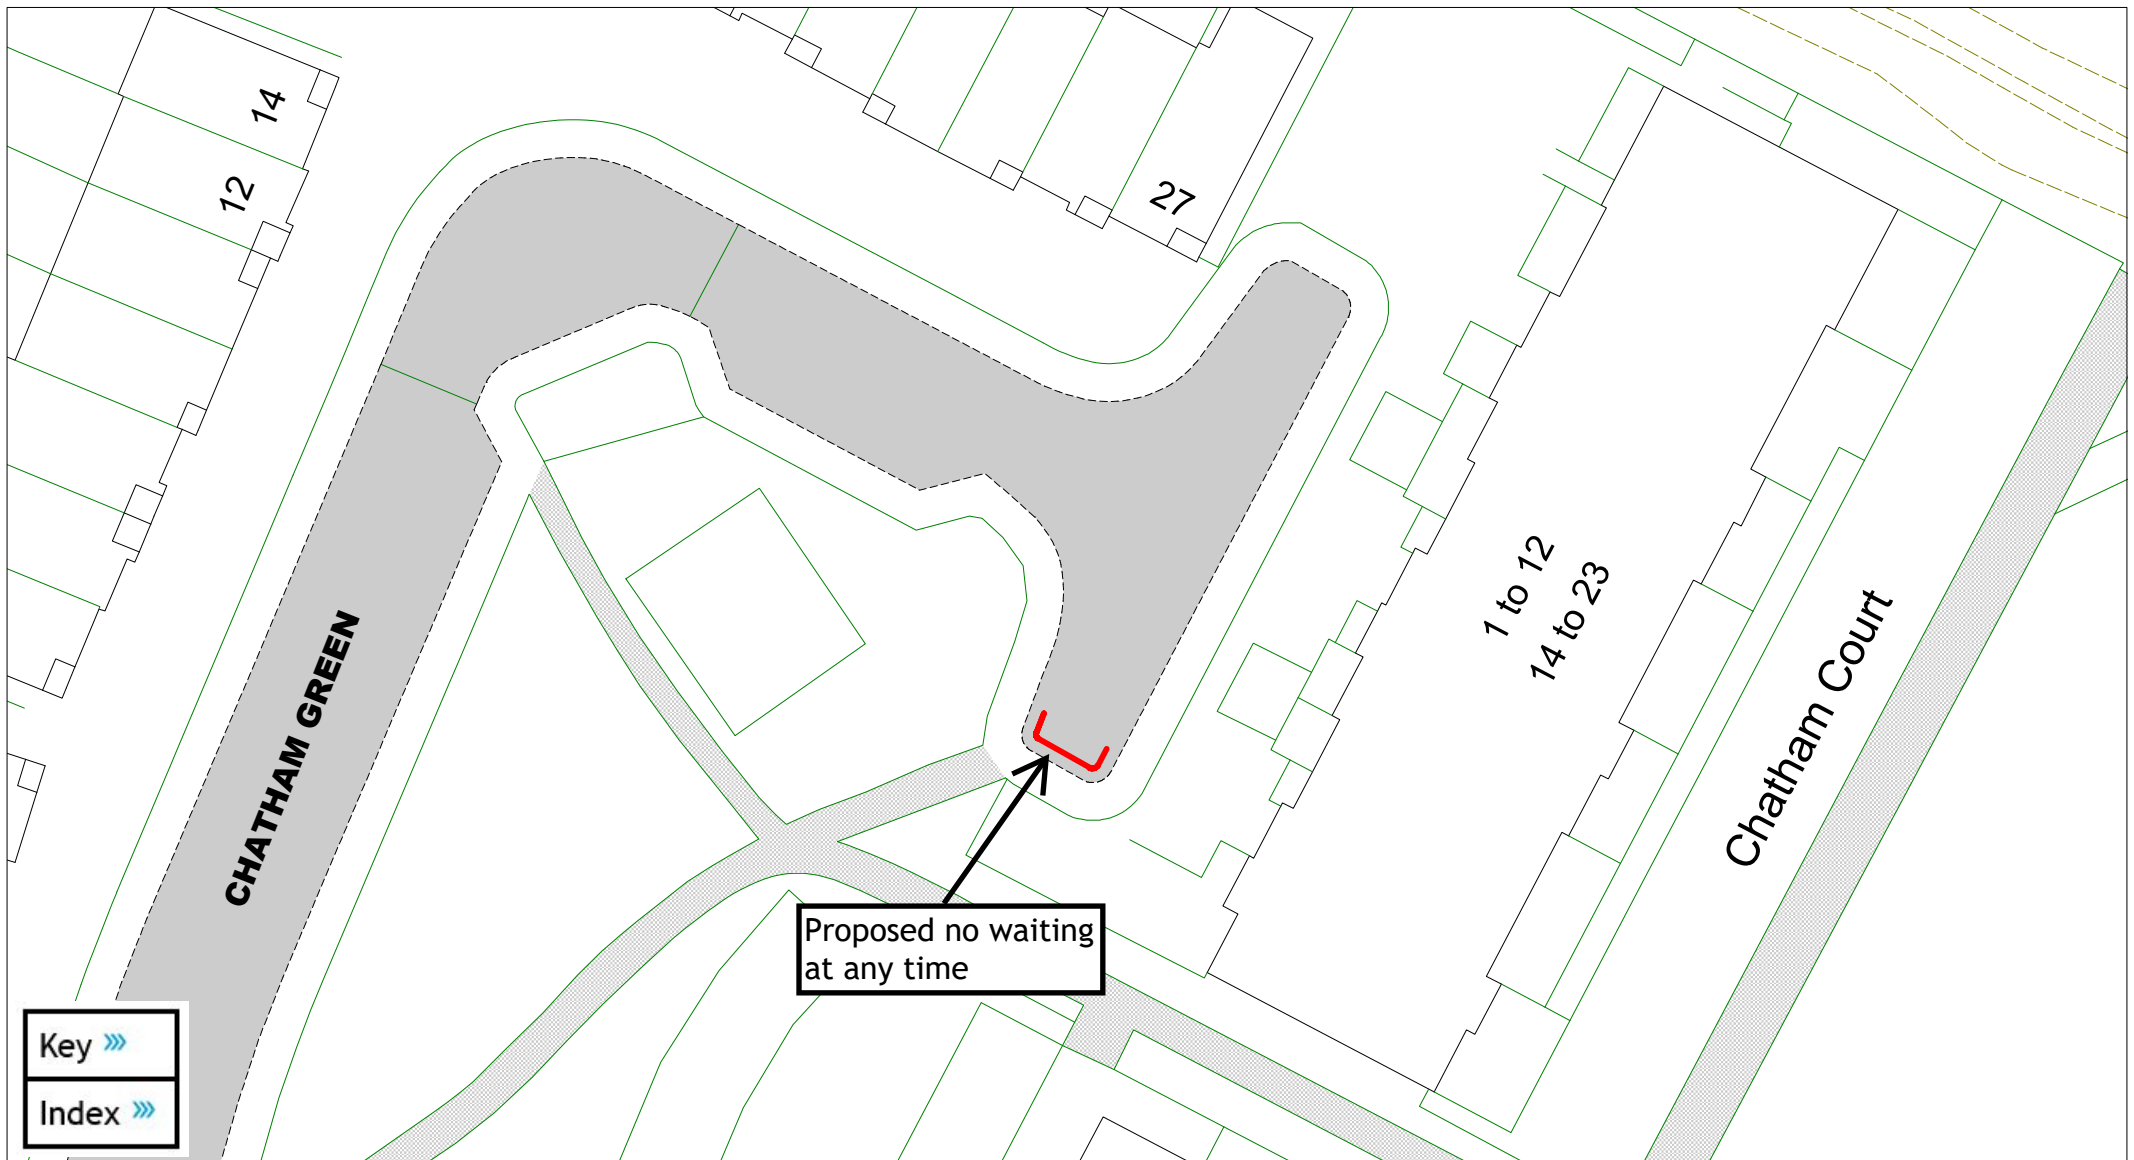 14
12
27
1 to 12
14 to 23
CHATHAM GREEN
Chatham Court
Proposed no waiting
at any time
Key »»
Index »»